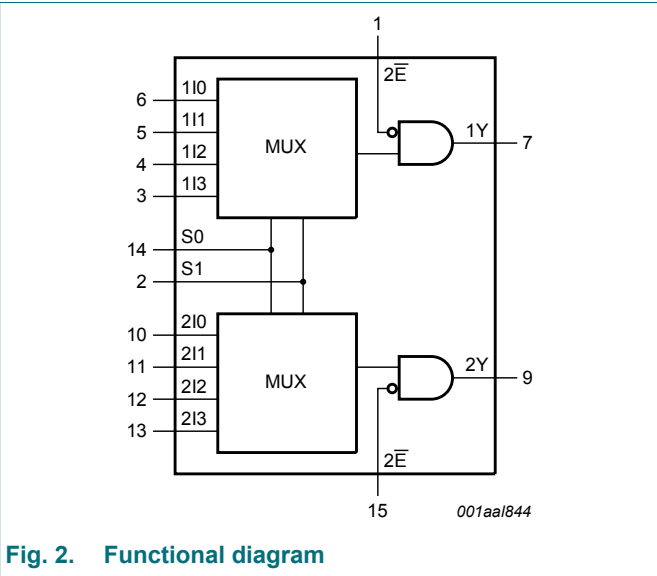 1
2E̅
6 1I0
5 1I1
4 1I2
3 1I3
MUX
1Y 7
14 S0
2 S1
10 2I0
11 2I1
12 2I2
13 2I3
MUX
2Y 9
2E̅
15
001aal844
Fig. 2. Functional diagram